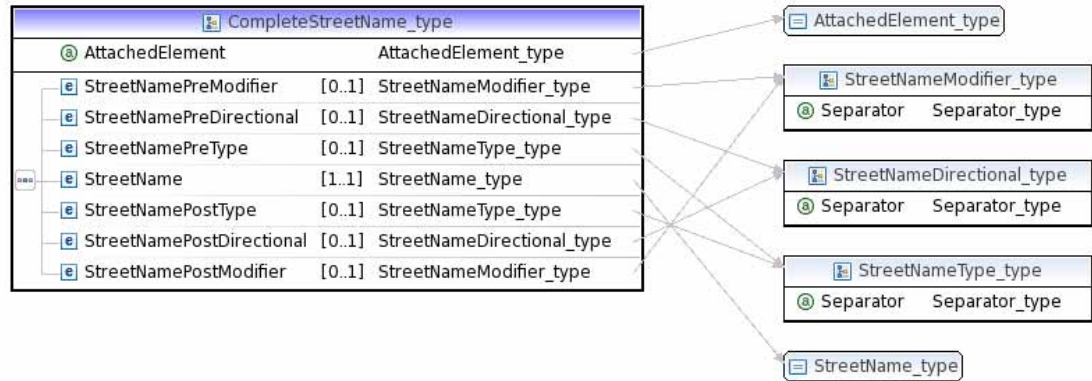 CompleteStreetName_type
AttachedElement AttachedElement_type
StreetNamePreModifier [0..1] StreetNameModifier_type
StreetNamePreDirectional [0..1] StreetNameDirectional_type
StreetNamePreType [0..1] StreetNameType_type
StreetName [1..1] StreetName_type
StreetNamePostType [0..1] StreetNameType_type
StreetNamePostDirectional [0..1] StreetNameDirectional_type
StreetNamePostModifier [0..1] StreetNameModifier_type
AttachedElement_type
StreetNameModifier_type
Separator Separator_type
StreetNameDirectional_type
Separator Separator_type
StreetNameType_type
Separator Separator_type
StreetName_type